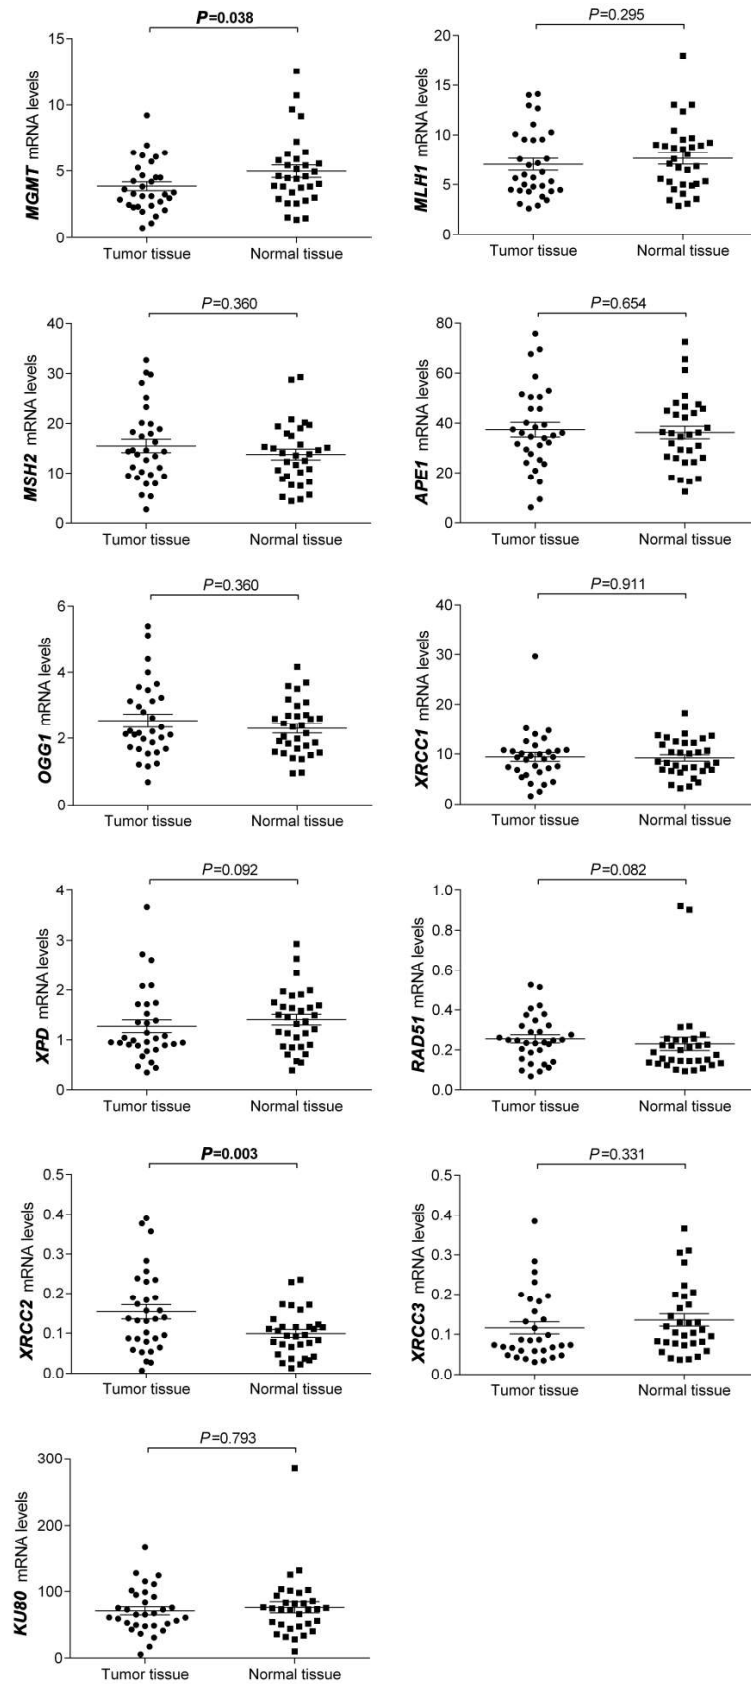 P=0.038
MGMT mRNA levels
15
10
5
0
Tumor tissue Normal tissue
P=0.295
MLH1 mRNA levels
20
15
10
5
0
Tumor tissue Normal tissue
P=0.360
MSH2 mRNA levels
40
30
20
10
0
Tumor tissue Normal tissue
P=0.654
APE1 mRNA levels
80
60
40
20
0
Tumor tissue Normal tissue
P=0.360
OGG1 mRNA levels
6
4
2
0
Tumor tissue Normal tissue
P=0.911
XRCC1 mRNA levels
40
30
20
10
0
Tumor tissue Normal tissue
P=0.092
XPD mRNA levels
4
3
2
1
0
Tumor tissue Normal tissue
P=0.082
RAD51 mRNA levels
1.0
0.8
0.6
0.4
0.2
0.0
Tumor tissue Normal tissue
P=0.003
XRCC2 mRNA levels
0.5
0.4
0.3
0.2
0.1
0.0
Tumor tissue Normal tissue
P=0.331
XRCC3 mRNA levels
0.5
0.4
0.3
0.2
0.1
0.0
Tumor tissue Normal tissue
P=0.793
KU80 mRNA levels
300
200
100
0
Tumor tissue Normal tissue